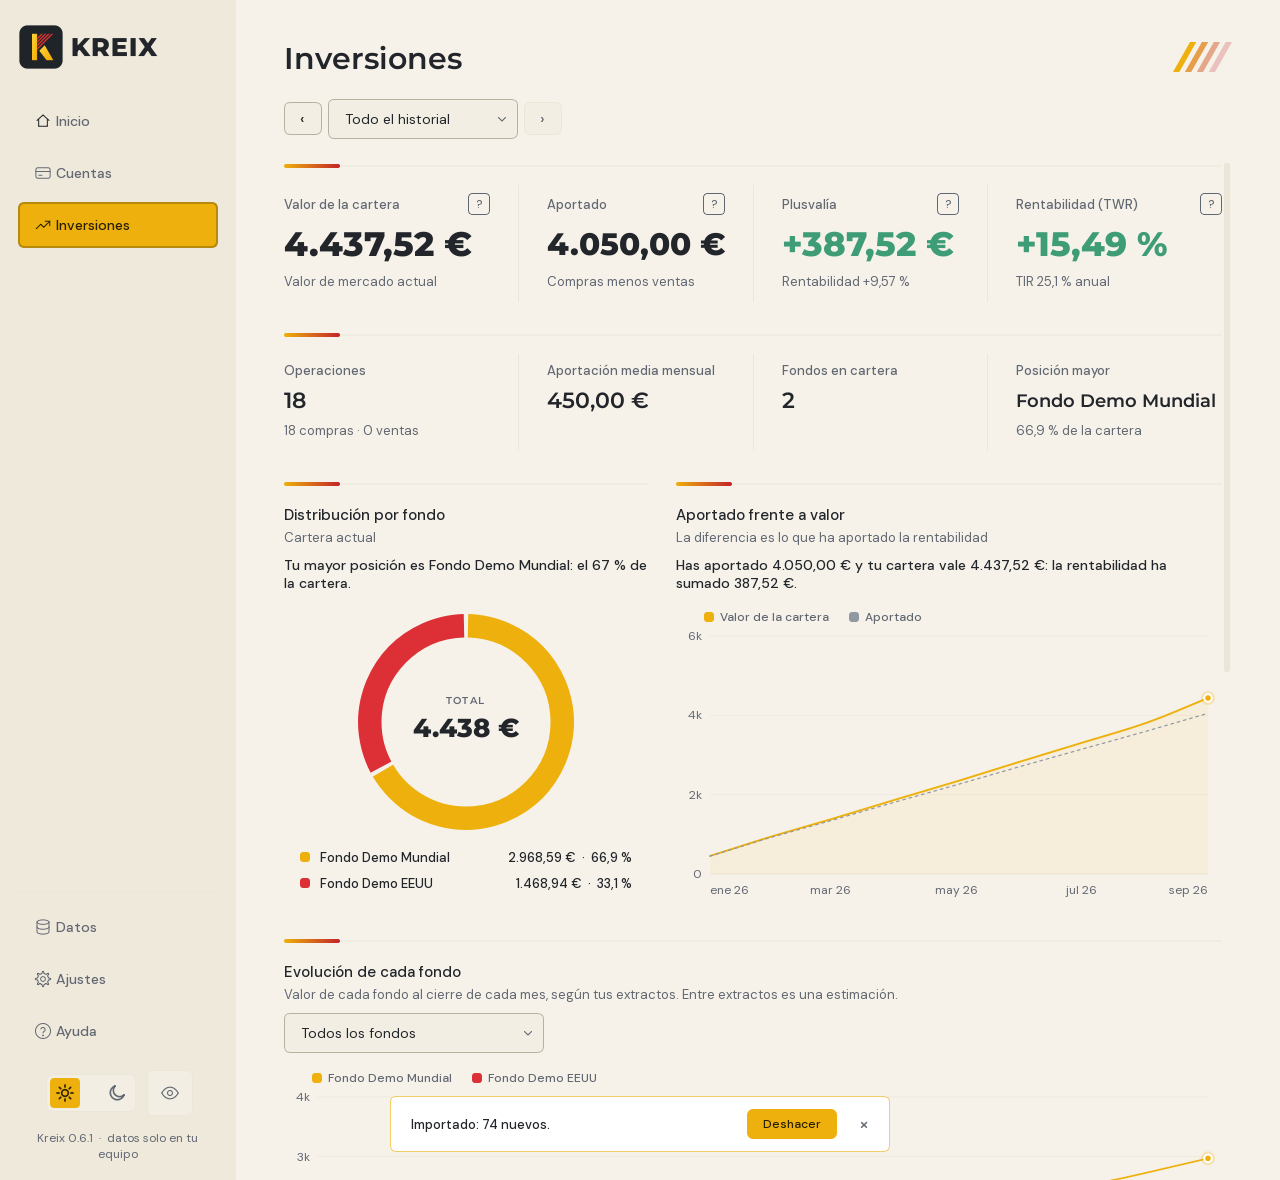 KREIX
Inicio
Cuentas
Inversiones
Datos
Ajustes
Ayuda
Kreix 0.6.1 · datos solo en tu
equipo
Inversiones
‹ Todo el historial ›
Valor de la cartera ?
4.437,52 €
Valor de mercado actual
Aportado ?
4.050,00 €
Compras menos ventas
Plusvalía ?
+387,52 €
Rentabilidad +9,57 %
Rentabilidad (TWR) ?
+15,49 %
TIR 25,1 % anual
Operaciones
18
18 compras · 0 ventas
Aportación media mensual
450,00 €
Fondos en cartera
2
Posición mayor
Fondo Demo Mundial
66,9 % de la cartera
Distribución por fondo
Cartera actual
Tu mayor posición es Fondo Demo Mundial: el 67 % de
la cartera.
TOTAL
4.438 €
Fondo Demo Mundial 2.968,59 € · 66,9 %
Fondo Demo EEUU 1.468,94 € · 33,1 %
Aportado frente a valor
La diferencia es lo que ha aportado la rentabilidad
Has aportado 4.050,00 € y tu cartera vale 4.437,52 €: la rentabilidad ha
sumado 387,52 €.
Valor de la cartera Aportado
6k
4k
2k
0
ene 26 mar 26 may 26 jul 26 sep 26
Evolución de cada fondo
Valor de cada fondo al cierre de cada mes, según tus extractos. Entre extractos es una estimación.
Todos los fondos
Fondo Demo Mundial Fondo Demo EEUU
4k
3k
Importado: 74 nuevos. Deshacer ×